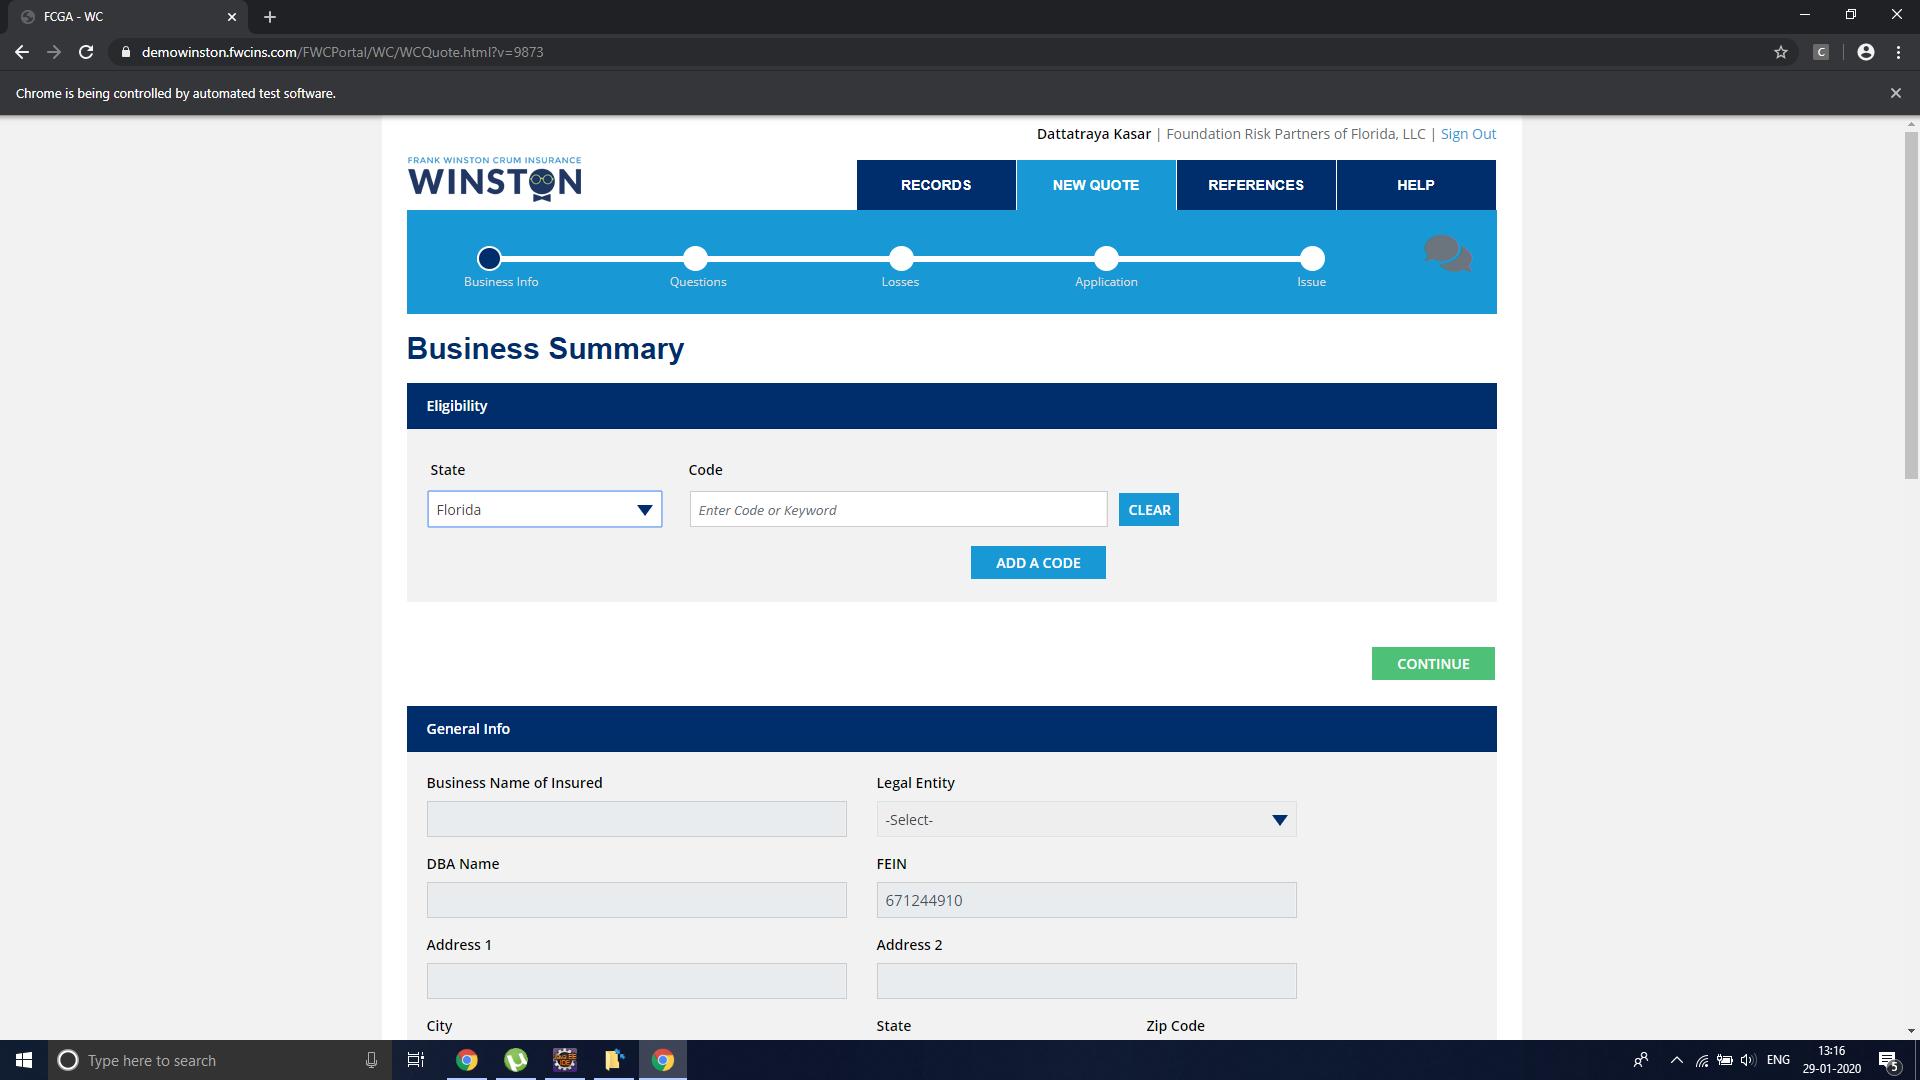 FCGA - WC
demowinston.fwcins.com/FWCPortal/WC/WCQuote.html?v=9873
C
Chrome is being controlled by automated test software.
Dattatraya Kasar | Foundation Risk Partners of Florida, LLC | Sign Out
FRANK WINSTON CRUM INSURANCE
WINSTON
RECORDS
NEW QUOTE
REFERENCES
HELP
Business Info
Questions
Losses
Application
Issue
Business Summary
Eligibility
State
Code
Florida
Enter Code or Keyword
CLEAR
ADD A CODE
CONTINUE
General Info
Business Name of Insured
Legal Entity
-Select-
DBA Name
FEIN
671244910
Address 1
Address 2
City
State
Zip Code
Type here to search
ENG
13:16
29-01-2020
5